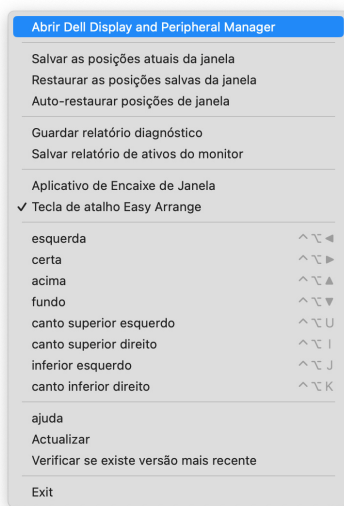 Abrir Dell Display and Peripheral Manager
Salvar as posições atuais da janela
Restaurar as posições salvas da janela
Auto-restaurar posições de janela
Guardar relatório diagnóstico
Salvar relatório de ativos do monitor
Aplicativo de Encaixe de Janela
✓ Tecla de atalho Easy Arrange
esquerda ⌃⌥◀
certa ⌃⌥▶
acima ⌃⌥▲
fundo ⌃⌥▼
canto superior esquerdo ⌃⌥U
canto superior direito ⌃⌥I
inferior esquerdo ⌃⌥J
canto inferior direito ⌃⌥K
ajuda
Actualizar
Verificar se existe versão mais recente
Exit